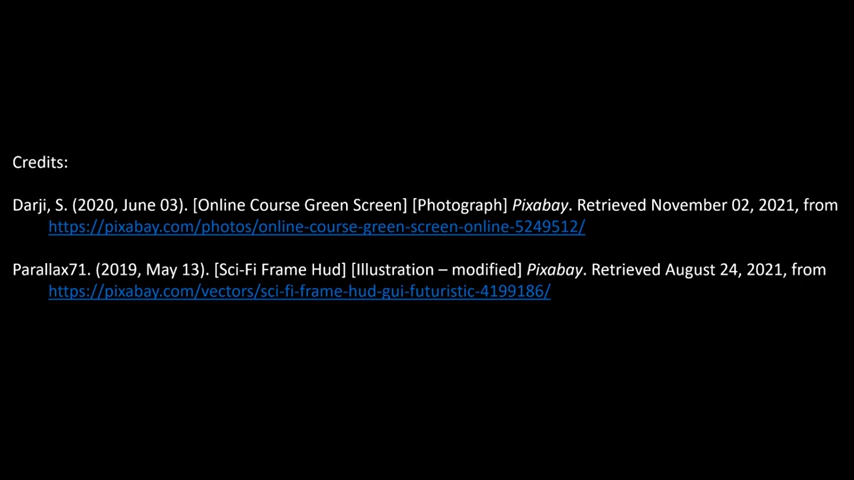 Credits:
Darji, S. (2020, June 03). [Online Course Green Screen] [Photograph] Pixabay. Retrieved November 02, 2021, from
https://pixabay.com/photos/online-course-green-screen-online-5249512/
Parallax71. (2019, May 13). [Sci-Fi Frame Hud] [Illustration – modified] Pixabay. Retrieved August 24, 2021, from
https://pixabay.com/vectors/sci-fi-frame-hud-gui-futuristic-4199186/